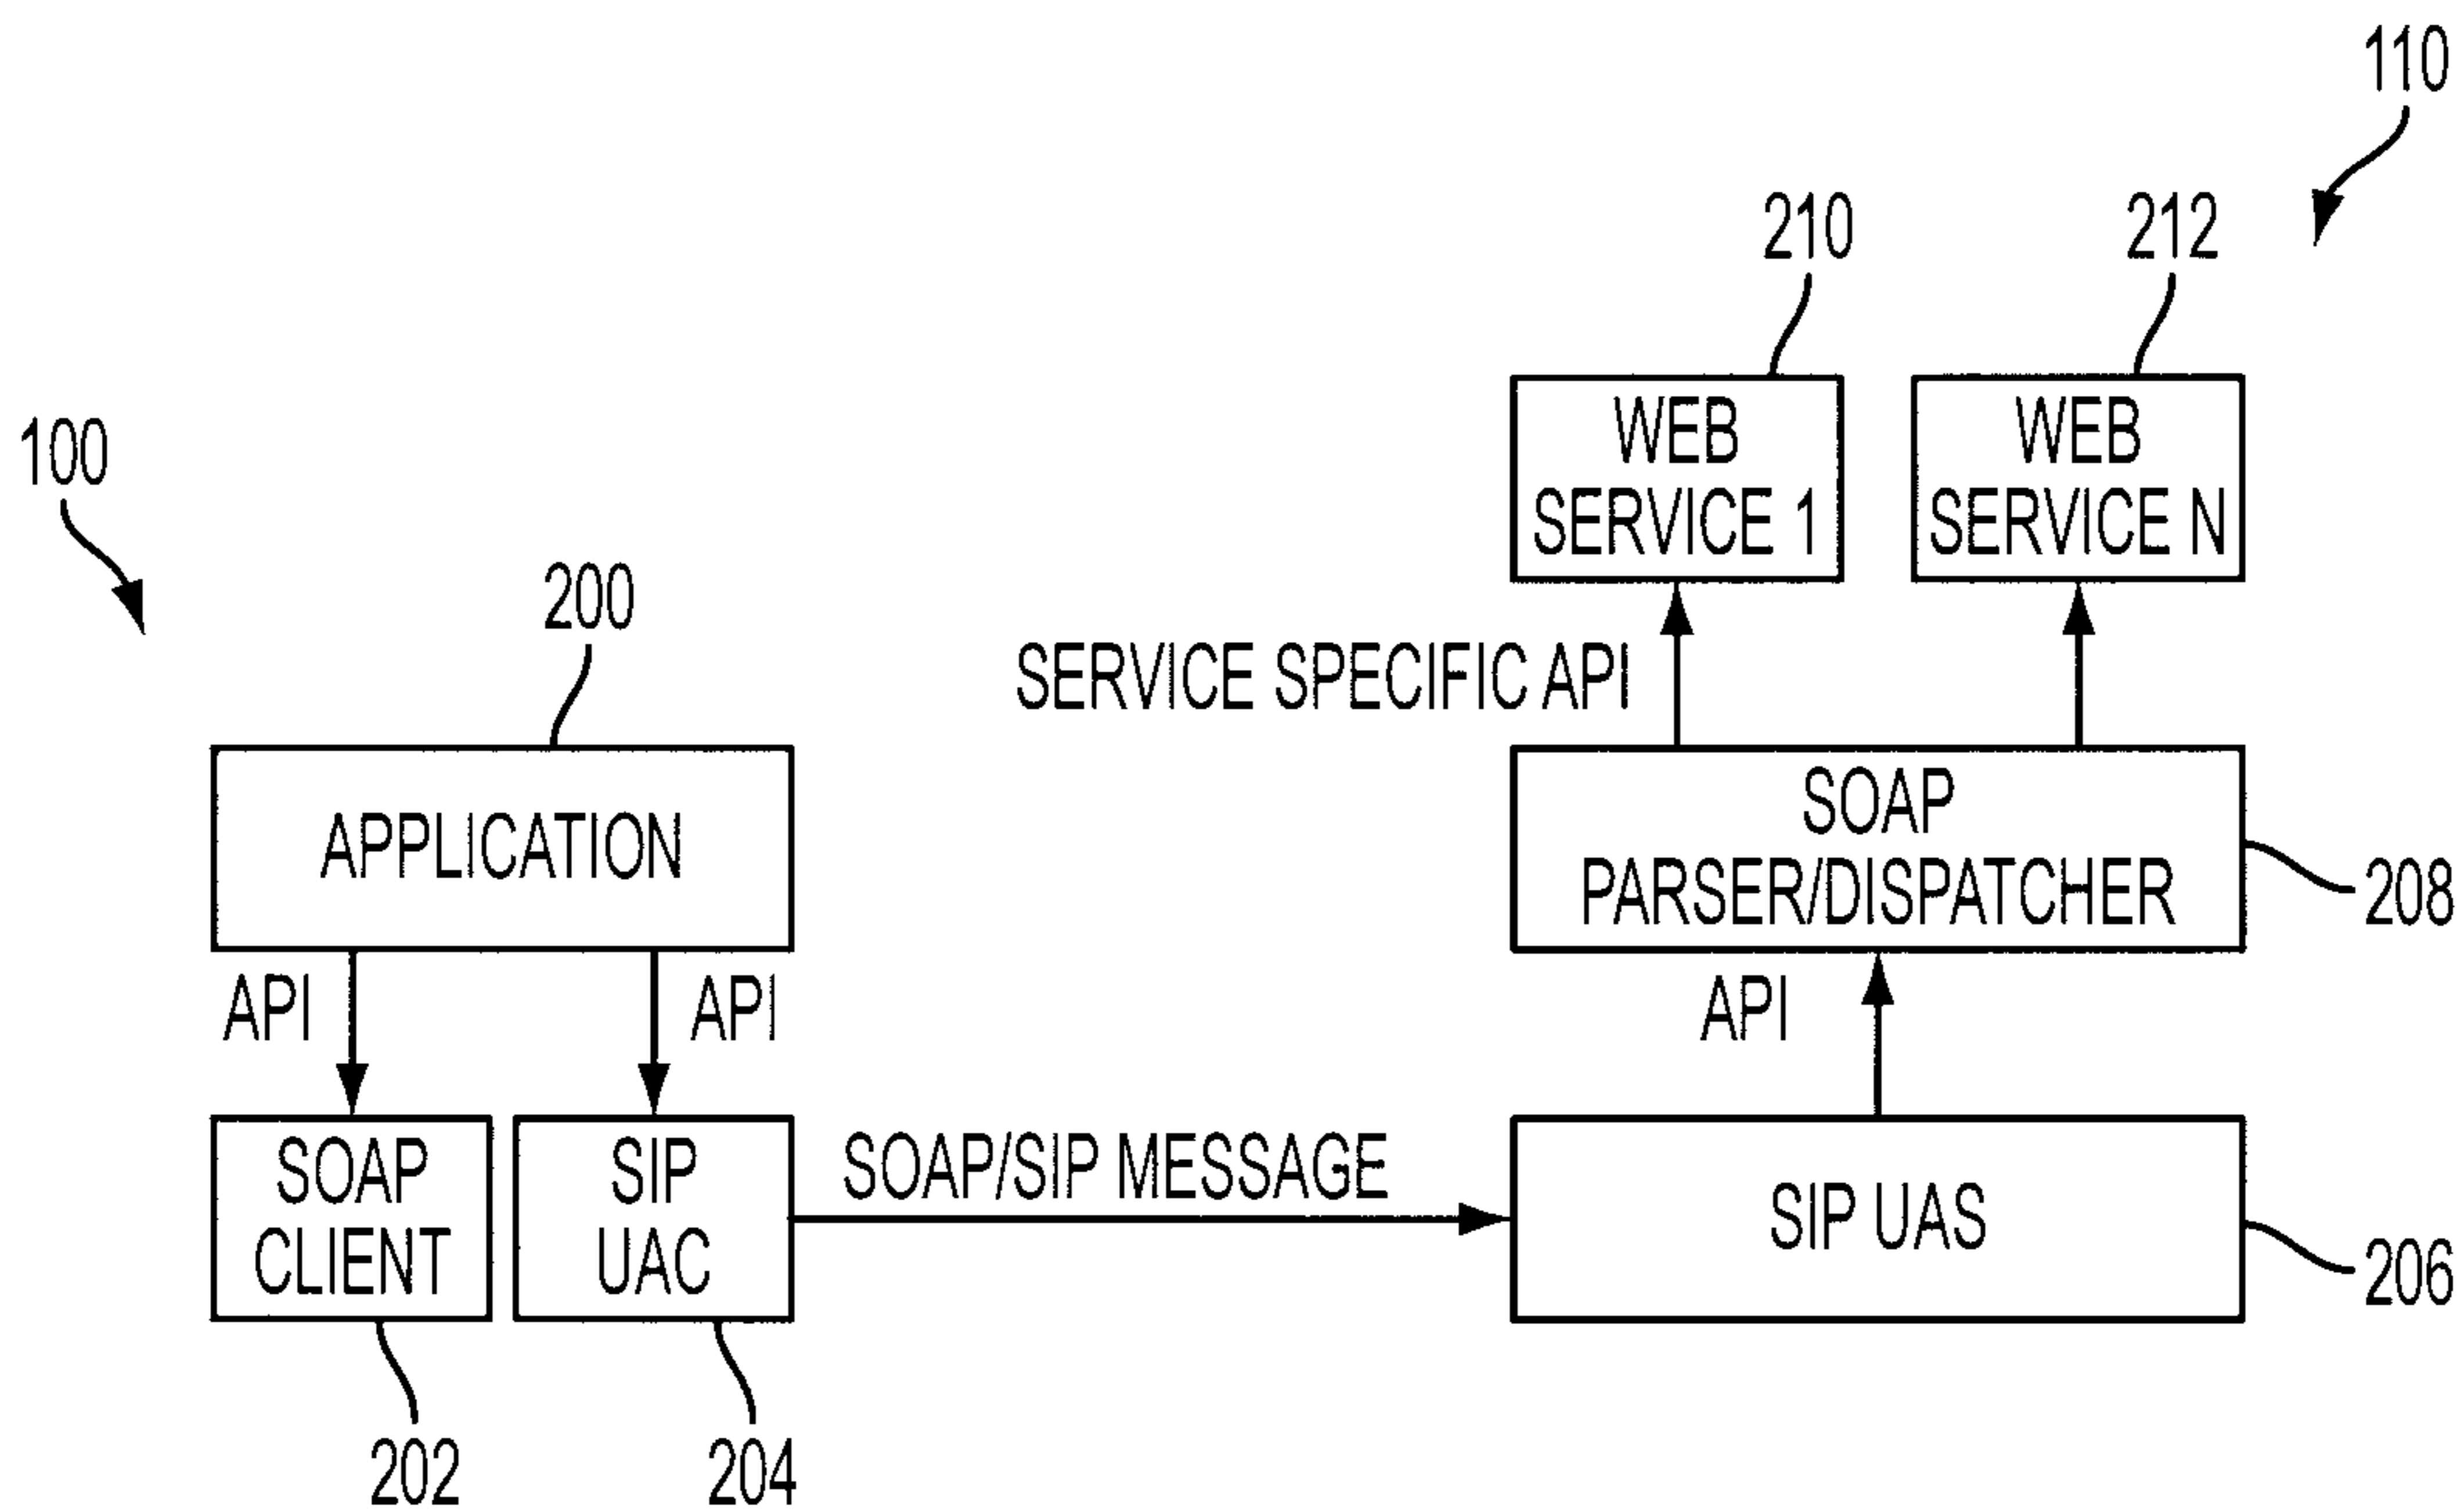 110
210
212
100
WEB
SERVICE 1
WEB
SERVICE N
200
SERVICE SPECIFIC API
APPLICATION
SOAP
PARSER/DISPATCHER
208
API
API
API
SOAP
CLIENT
SIP
UAC
SOAP/SIP MESSAGE
SIP UAS
206
202
204